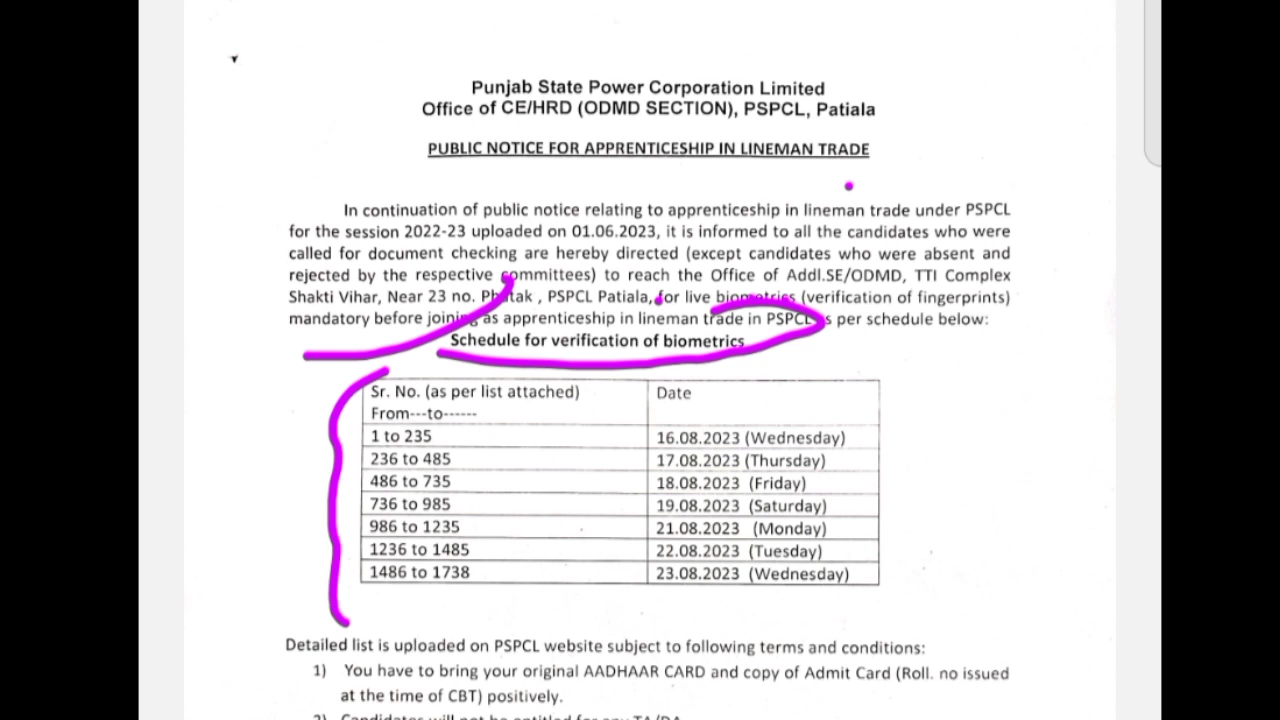 Punjab State Power Corporation Limited
Office of CE/HRD (ODMD SECTION), PSPCL, Patiala
PUBLIC NOTICE FOR APPRENTICESHIP IN LINEMAN TRADE
In continuation of public notice relating to apprenticeship in lineman trade under PSPCL
for the session 2022-23 uploaded on 01.06.2023, it is informed to all the candidates who were
called for document checking are hereby directed (except candidates who were absent and
rejected by the respective committees) to reach the Office of Addl.SE/ODMD, TTI Complex
Shakti Vihar, Near 23 no. Phatak , PSPCL Patiala, for live biometrics (verification of fingerprints)
mandatory before joining as apprenticeship in lineman trade in PSPCL as per schedule below:
Schedule for verification of biometrics
Sr. No. (as per list attached) Date
From---to------
1 to 235 16.08.2023 (Wednesday)
236 to 485 17.08.2023 (Thursday)
486 to 735 18.08.2023 (Friday)
736 to 985 19.08.2023 (Saturday)
986 to 1235 21.08.2023 (Monday)
1236 to 1485 22.08.2023 (Tuesday)
1486 to 1738 23.08.2023 (Wednesday)
Detailed list is uploaded on PSPCL website subject to following terms and conditions:
1) You have to bring your original AADHAAR CARD and copy of Admit Card (Roll. no issued
at the time of CBT) positively.
2) Candidates will not be entitled for any TA/DA